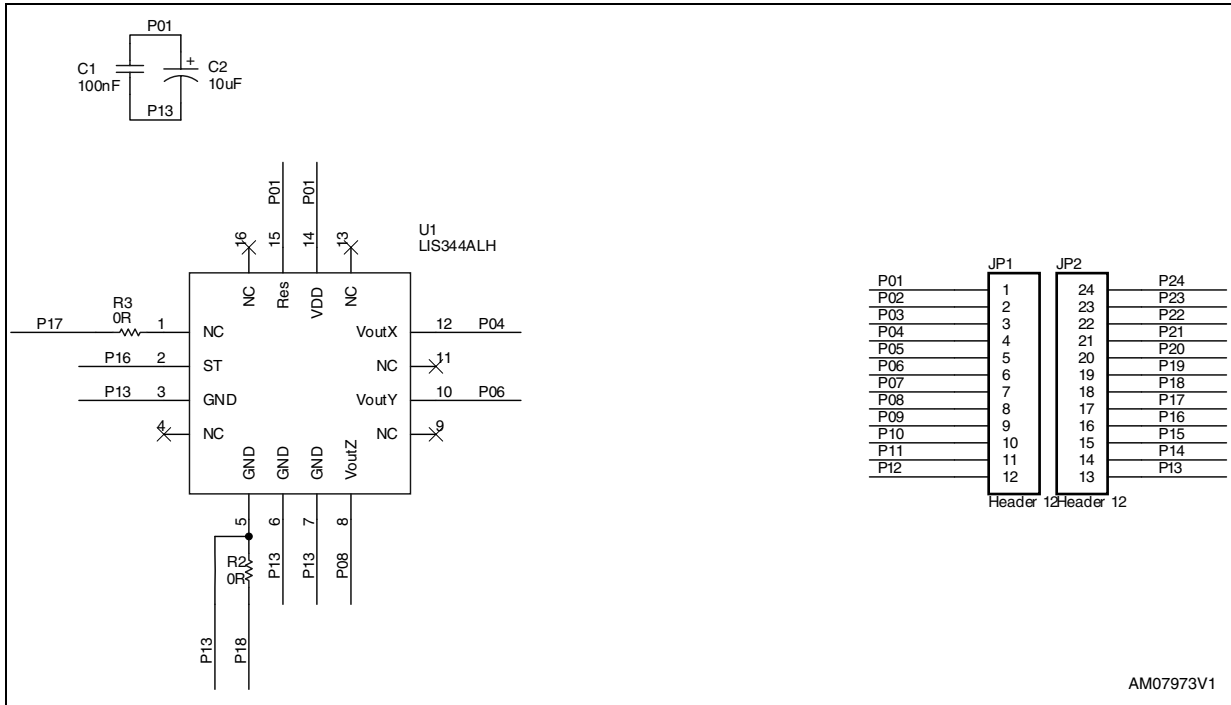 P01
C1
100nF
+
C2
10uF
P13
P01
P01
16
15
14
13
U1
LIS344ALH
NC
Res
VDD
NC
R3
0R
P17
1
NC
VoutX
12
P04
P16
2
ST
NC
11
P13
3
GND
VoutY
10
P06
4
NC
NC
9
GND
GND
GND
VoutZ
5
6
7
8
R2
0R
P13
P13
P08
P13
P18
JP1
JP2
P01
1
24
P24
P02
2
23
P23
P03
3
22
P22
P04
4
21
P21
P05
5
20
P20
P06
6
19
P19
P07
7
18
P18
P08
8
17
P17
P09
9
16
P16
P10
10
15
P15
P11
11
14
P14
P12
12
13
P13
Header 12
Header 12
AM07973V1